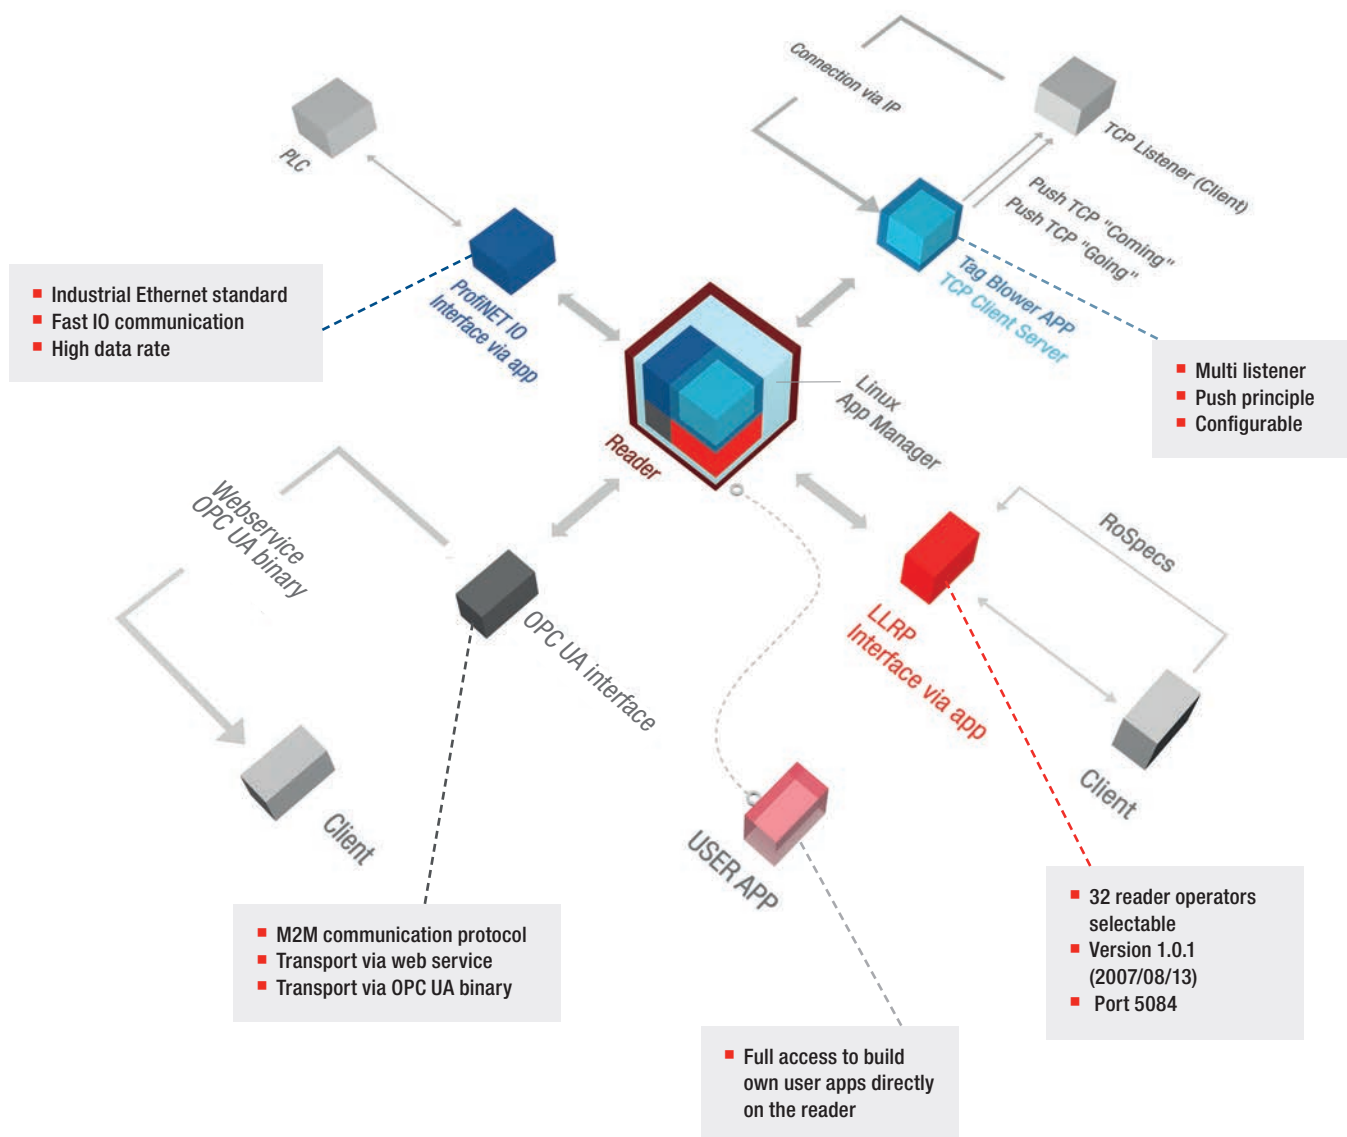 Connection via IP
TCP Listener (Client)
Push TCP "Coming"
Push TCP "Going"
PLC
Tag Blower APP
TCP Client Server
ProfiNET IO
Interface via app
Industrial Ethernet standard
Fast IO communication
High data rate
Multi listener
Push principle
Configurable
Linux
App Manager
Reader
Webservice
OPC UA binary
RoSpecs
OPC UA interface
LLRP
Interface via app
Client
Client
USER APP
32 reader operators
selectable
Version 1.0.1
(2007/08/13)
Port 5084
M2M communication protocol
Transport via web service
Transport via OPC UA binary
Full access to build
own user apps directly
on the reader